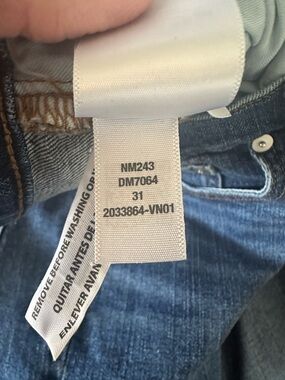 NM243
DM7064
31
2033864-VN01
REMOVE BEFORE WASHING OR
QUITAR ANTES DE
ENLEVER AVAN